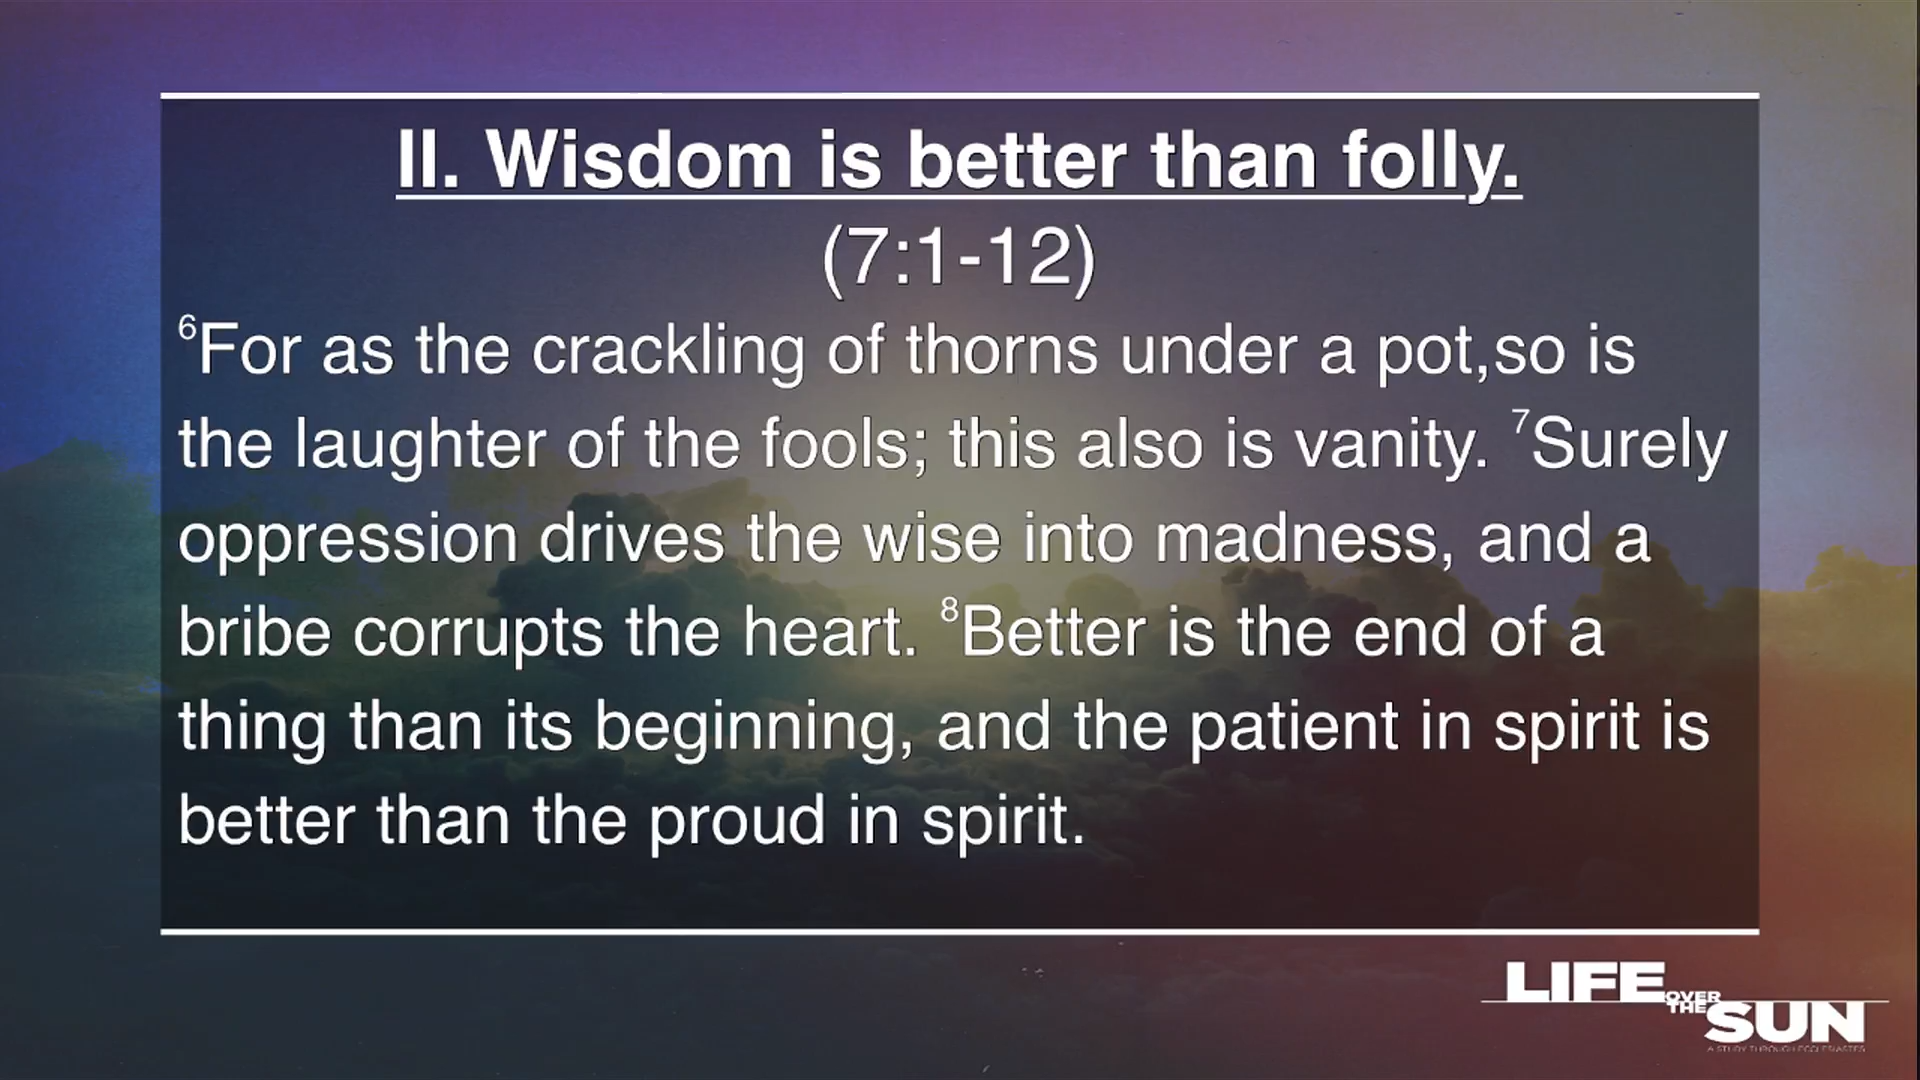 II. Wisdom is better than folly.
(7:1-12)
⁶For as the crackling of thorns under a pot,so is
the laughter of the fools; this also is vanity. ⁷Surely
oppression drives the wise into madness, and a
bribe corrupts the heart. ⁸Better is the end of a
thing than its beginning, and the patient in spirit is
better than the proud in spirit.
LIFE
OVER
THE
SUN
A STUDY THROUGH ECCLESIASTES